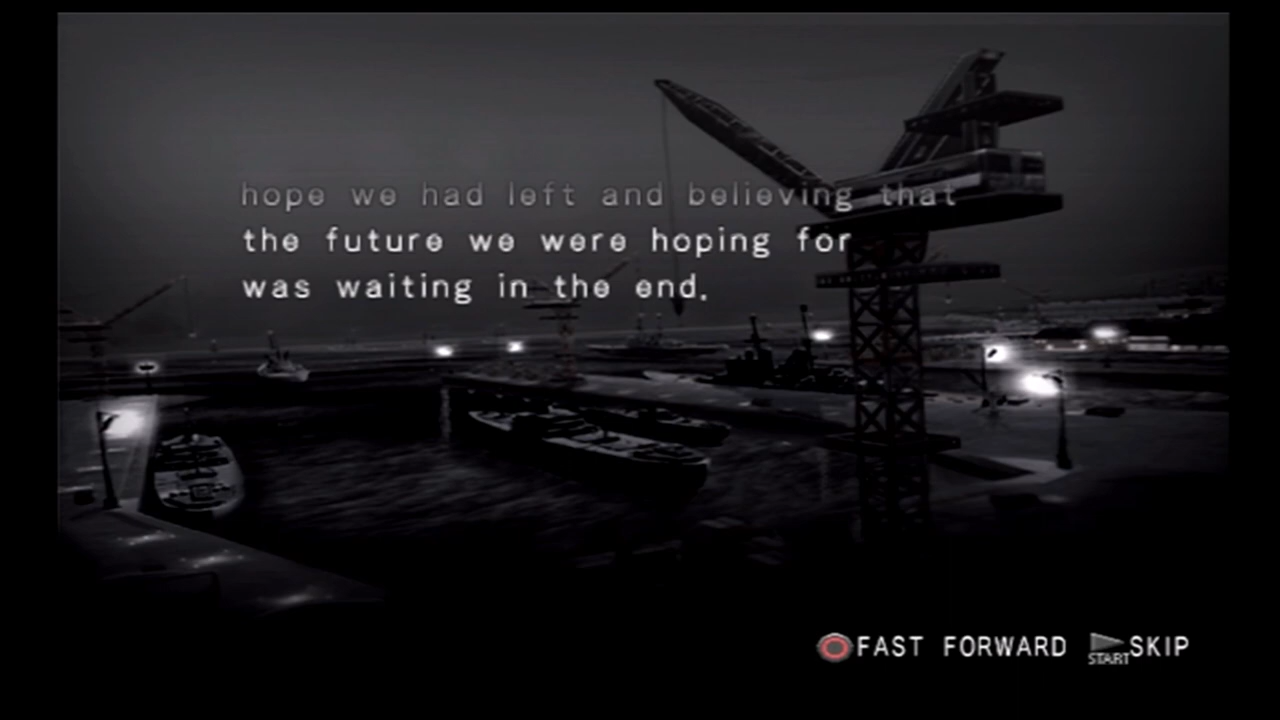 hope we had left and believing that
the future we were hoping for
was waiting in the end.
FAST FORWARD START SKIP